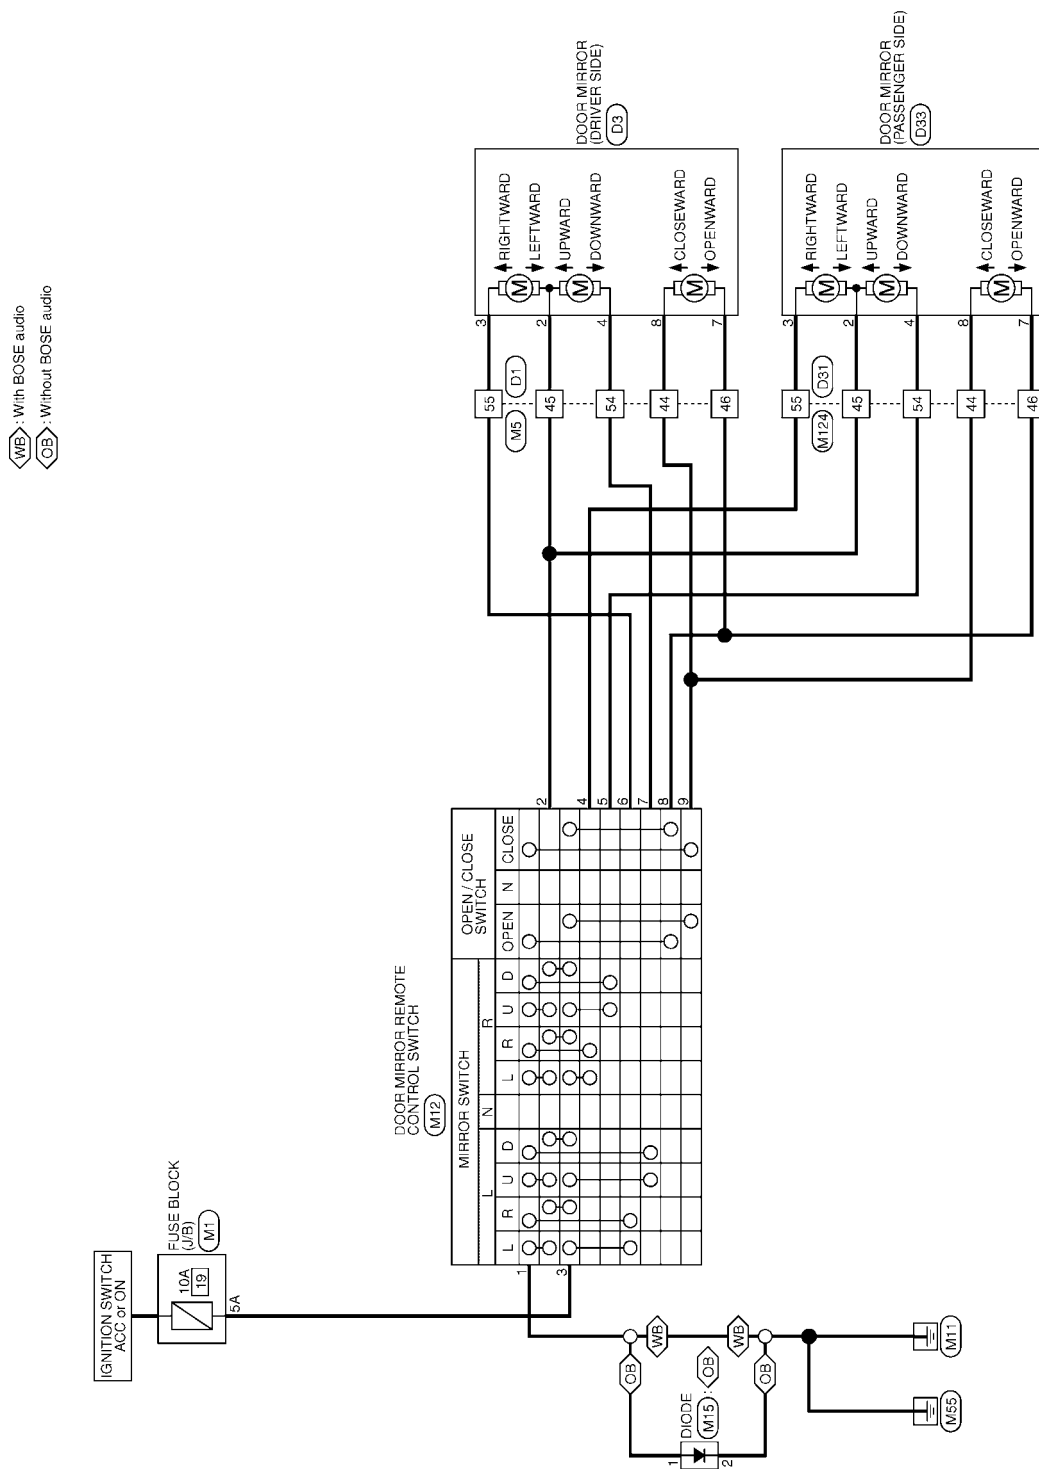 WB : With BOSE audio
OB : Without BOSE audio
IGNITION SWITCH
ACC or ON
FUSE BLOCK
(J/B)
M1
10A
19
5A
DOOR MIRROR REMOTE
CONTROL SWITCH
M12
MIRROR SWITCH
OPEN / CLOSE
SWITCH
L
N
R
L
R
U
D
L
R
U
D
OPEN
N
CLOSE
1
3
2
4
5
6
7
8
9
OB
WB
WB
OB
DIODE
M15 : OB
1
2
M55
M11
55
M5
D1
45
54
44
46
3
2
4
8
7
RIGHTWARD
LEFTWARD
UPWARD
DOWNWARD
CLOSEWARD
OPENWARD
M
M
M
DOOR MIRROR
(DRIVER SIDE)
D3
55
M124
D31
45
54
44
46
3
2
4
8
7
RIGHTWARD
LEFTWARD
UPWARD
DOWNWARD
CLOSEWARD
OPENWARD
M
M
M
DOOR MIRROR
(PASSENGER SIDE)
D33